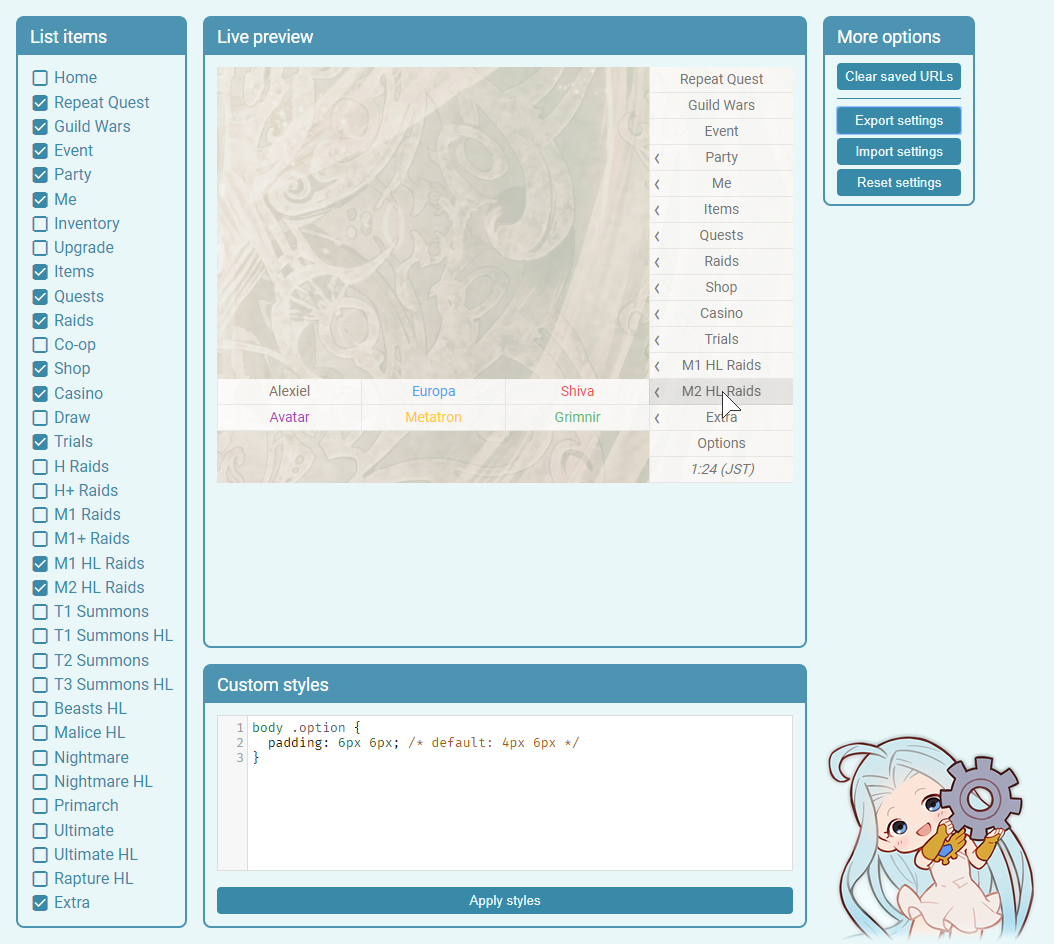 List items
Home
Repeat Quest
Guild Wars
Event
Party
Me
Inventory
Upgrade
Items
Quests
Raids
Co-op
Shop
Casino
Draw
Trials
H Raids
H+ Raids
M1 Raids
M1+ Raids
M1 HL Raids
M2 HL Raids
T1 Summons
T1 Summons HL
T2 Summons
T3 Summons HL
Beasts HL
Malice HL
Nightmare
Nightmare HL
Primarch
Ultimate
Ultimate HL
Rapture HL
Extra
Live preview
Repeat Quest
Guild Wars
Event
Party
Me
Items
Quests
Raids
Shop
Casino
Trials
M1 HL Raids
Alexiel Europa Shiva M2 HL Raids
Avatar Metatron Grimnir Extra
Options
1:24 (JST)
Custom styles
1 body .option {
2 padding: 6px 6px; /* default: 4px 6px */
3 }
Apply styles
More options
Clear saved URLs
Export settings
Import settings
Reset settings